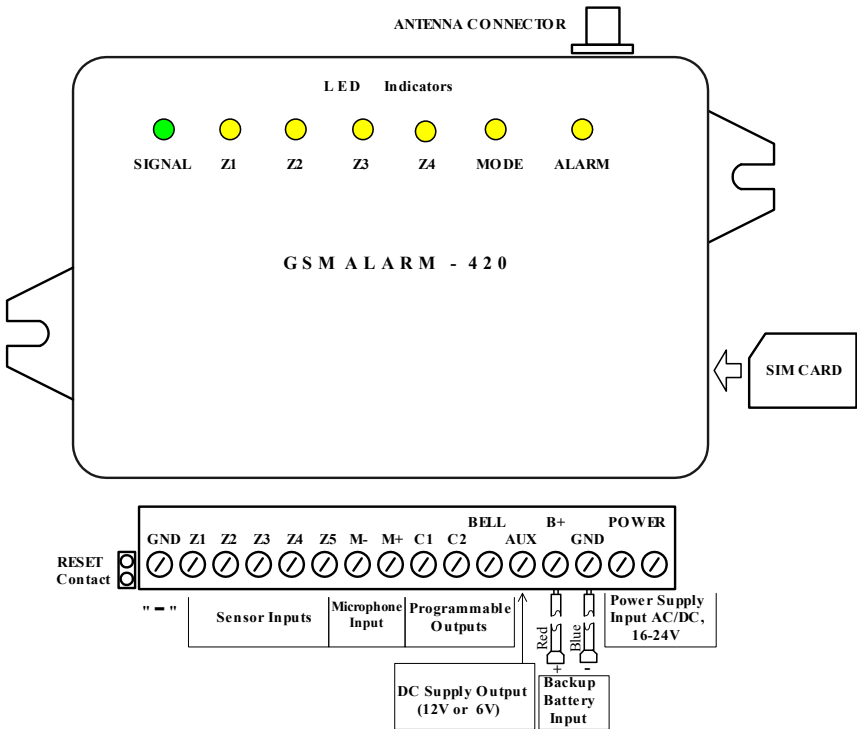 ANTENNA CONNECTOR
LED Indicators
SIGNAL Z1 Z2 Z3 Z4 MODE ALARM
GSM ALARM - 420
SIM CARD
BELL B+ POWER
GND Z1 Z2 Z3 Z4 Z5 M- M+ C1 C2 AUX GND
RESET
Contact
"-"
Sensor Inputs
Microphone
Input
Programmable
Outputs
Power Supply
Input AC/DC,
16-24V
Red
Blue
+ -
DC Supply Output
(12V or 6V)
Backup
Battery
Input